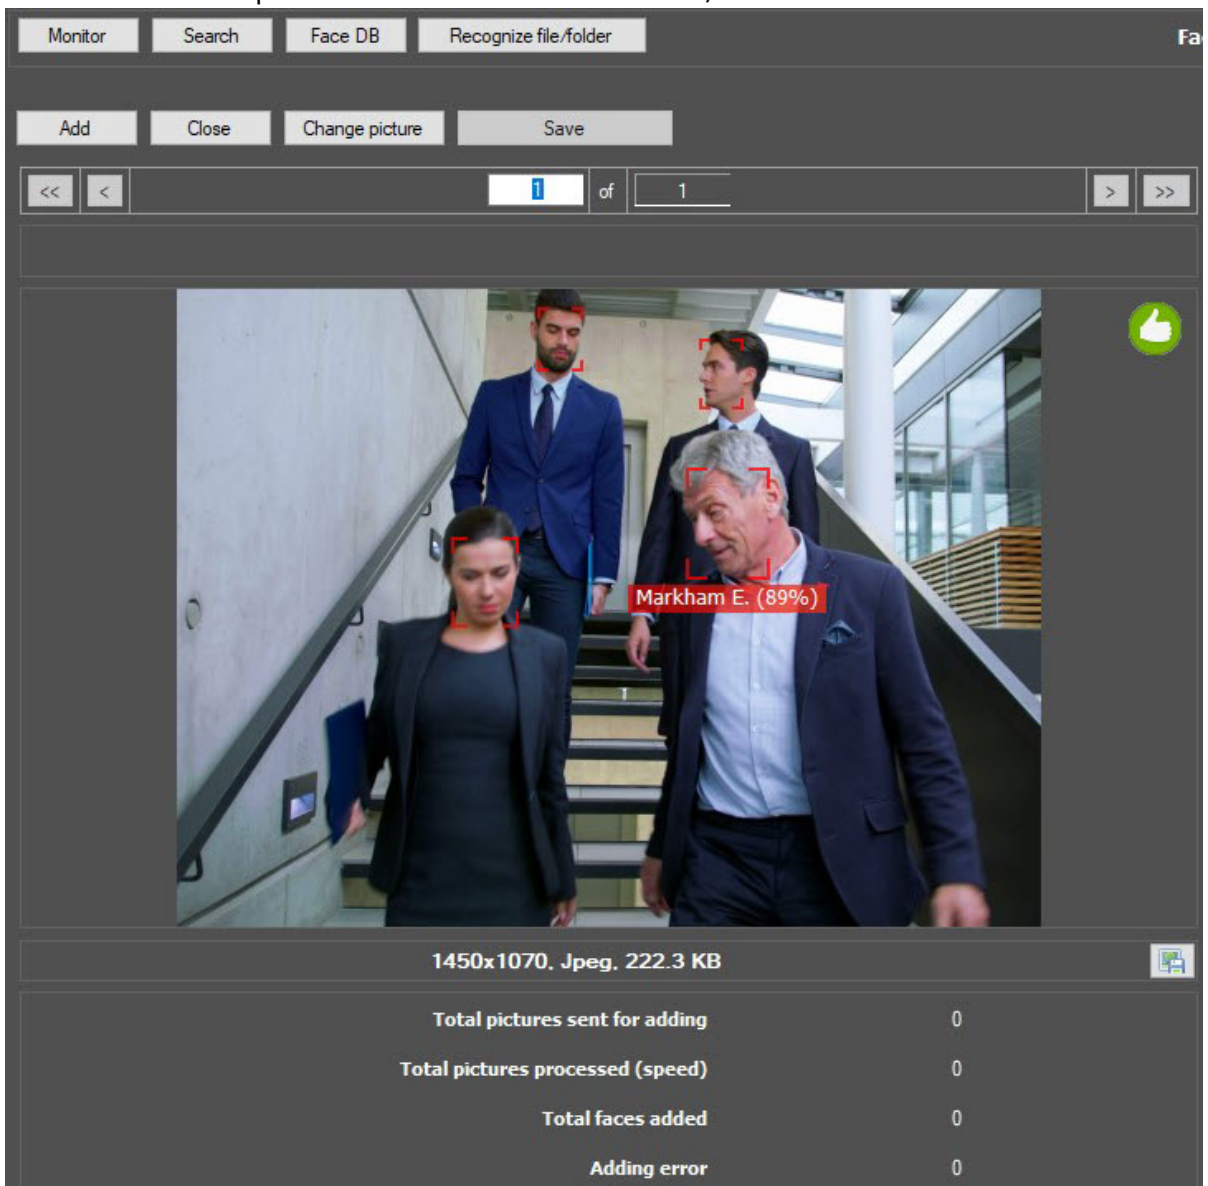 Monitor Search Face DB Recognize file/folder
Add Close Change picture Save
<< < 1 of 1 > >>
Markham E. (89%)
1450x1070, Jpeg, 222.3 KB
Total pictures sent for adding 0
Total pictures processed (speed) 0
Total faces added 0
Adding error 0